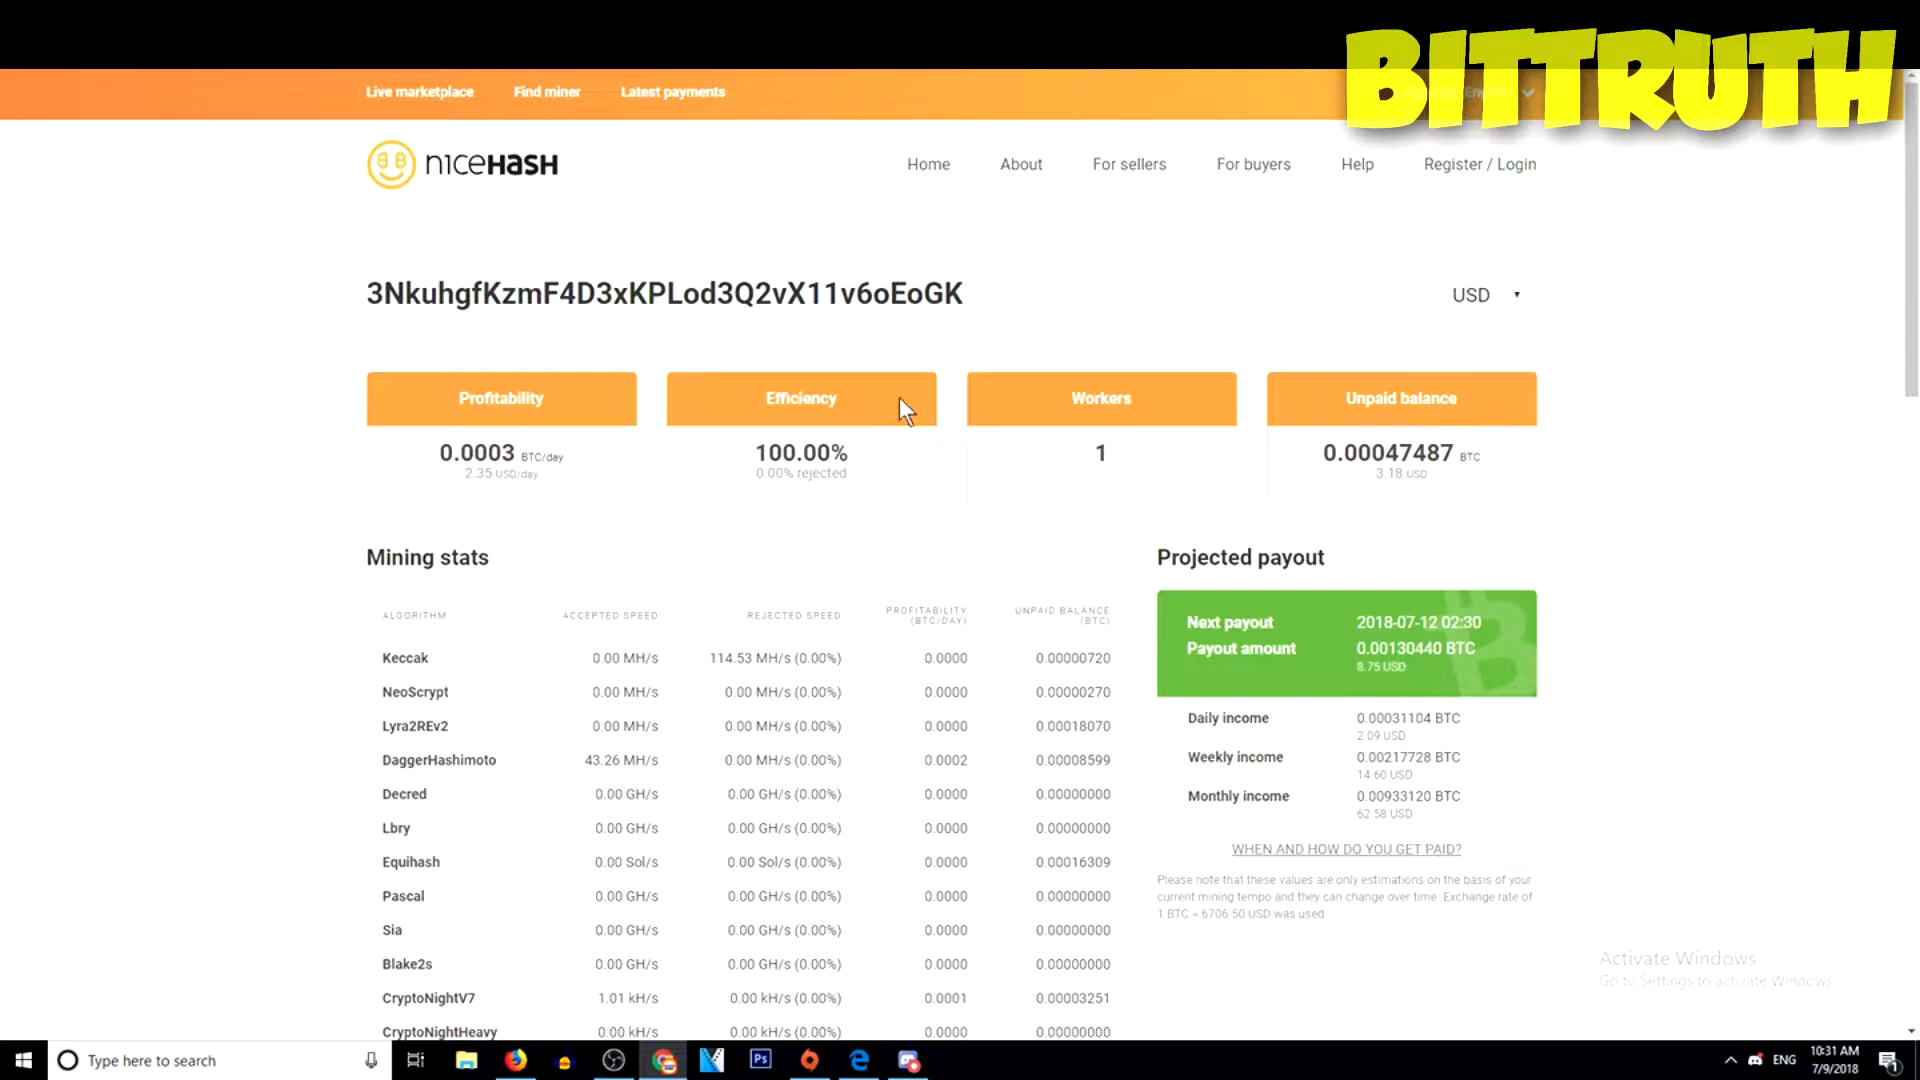 BITTRUTH
Live marketplace Find miner Latest payments
niceHASH
Home About For sellers For buyers Help Register / Login
3NkuhgfKzmF4D3xKPLod3Q2vX11v6oEoGK
USD
Profitability Efficiency Workers Unpaid balance
0.0003 BTC/day 100.00% 1 0.00047487 BTC
2.35 USD/day 0.00% rejected 3.18 USD
Mining stats
ALGORITHM ACCEPTED SPEED REJECTED SPEED PROFITABILITY (BTC/DAY) UNPAID BALANCE (BTC)
Keccak 0.00 MH/s 114.53 MH/s (0.00%) 0.0000 0.00000720
NeoScrypt 0.00 MH/s 0.00 MH/s (0.00%) 0.0000 0.00000270
Lyra2REv2 0.00 MH/s 0.00 MH/s (0.00%) 0.0000 0.00018070
DaggerHashimoto 43.26 MH/s 0.00 MH/s (0.00%) 0.0002 0.00008599
Decred 0.00 GH/s 0.00 GH/s (0.00%) 0.0000 0.00000000
Lbry 0.00 GH/s 0.00 GH/s (0.00%) 0.0000 0.00000000
Equihash 0.00 Sol/s 0.00 Sol/s (0.00%) 0.0000 0.00016309
Pascal 0.00 GH/s 0.00 GH/s (0.00%) 0.0000 0.00000000
Sia 0.00 GH/s 0.00 GH/s (0.00%) 0.0000 0.00000000
Blake2s 0.00 GH/s 0.00 GH/s (0.00%) 0.0000 0.00000000
CryptoNightV7 1.01 kH/s 0.00 kH/s (0.00%) 0.0001 0.00003251
CryptoNightHeavy 0.00 kH/s 0.00 kH/s (0.00%) 0.0000 0.00000000
Projected payout
Next payout 2018-07-12 02:30
Payout amount 0.00130440 BTC
8.75 USD
Daily income 0.00031104 BTC
2.09 USD
Weekly income 0.00217728 BTC
14.60 USD
Monthly income 0.00933120 BTC
62.58 USD
WHEN AND HOW DO YOU GET PAID?
Please note that these values are only estimations on the basis of your
current mining tempo and they can change over time. Exchange rate of
1 BTC = 6706.50 USD was used
Activate Windows
Go to Settings to activate Windows.
Type here to search
Ps
ENG
10:31 AM
7/9/2018
1